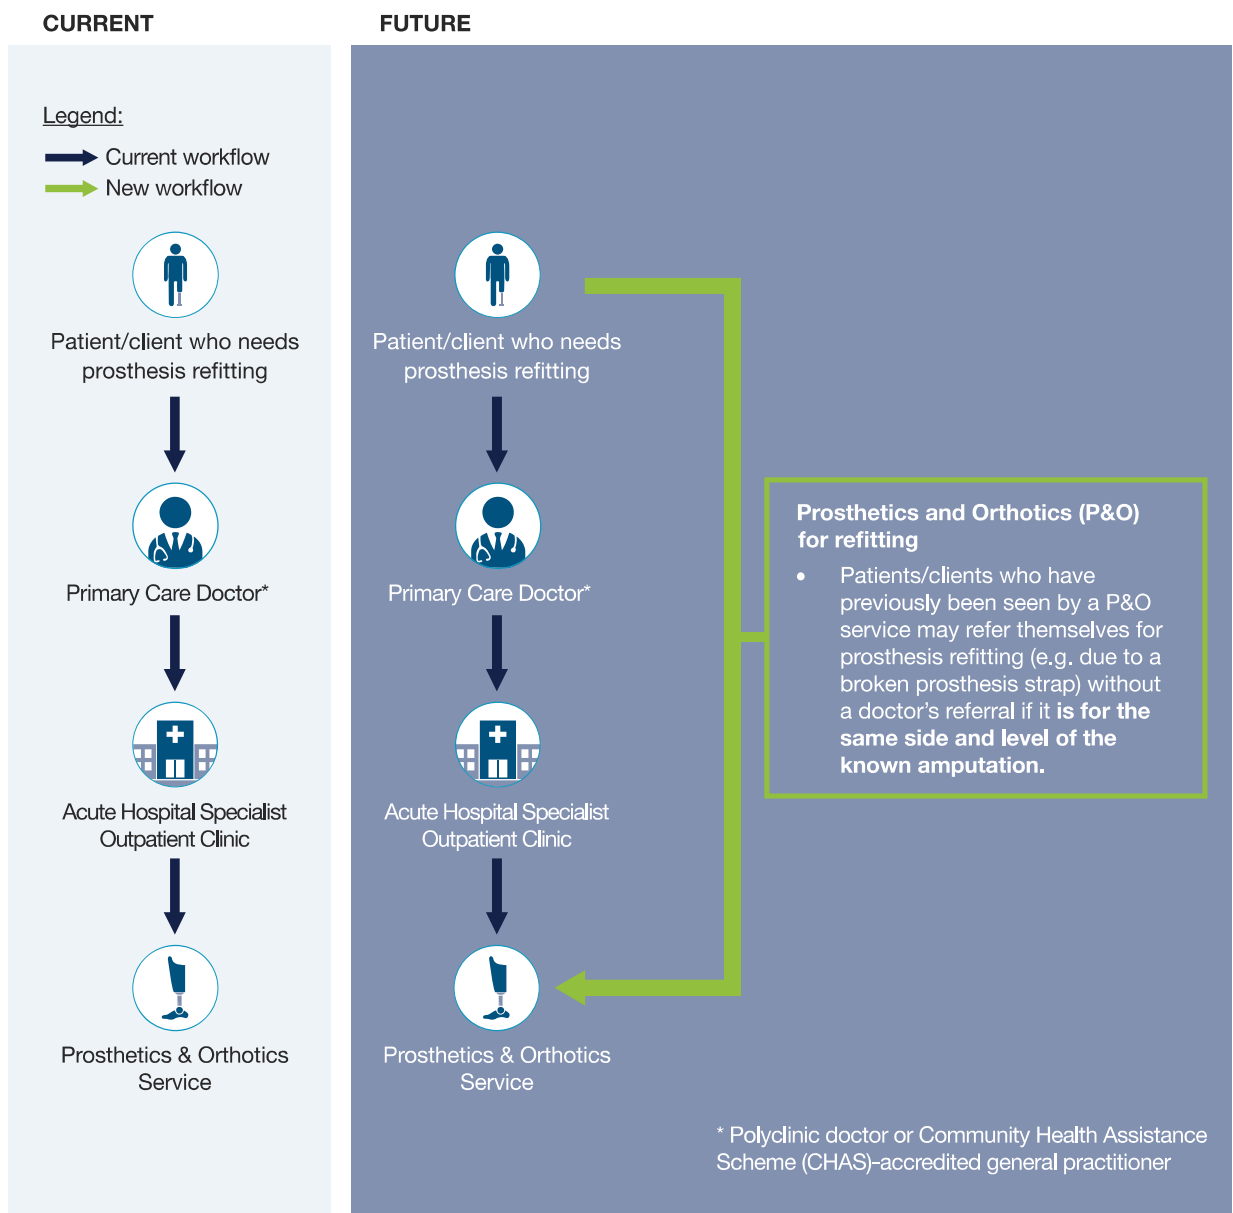 CURRENT
Legend:
Current workflow
New workflow
Patient/client who needs
prosthesis refitting
Primary Care Doctor*
Acute Hospital Specialist
Outpatient Clinic
Prosthetics & Orthotics
Service
FUTURE
Patient/client who needs
prosthesis refitting
Primary Care Doctor*
Acute Hospital Specialist
Outpatient Clinic
Prosthetics & Orthotics
Service
Prosthetics and Orthotics (P&O)
for refitting
• Patients/clients who have
previously been seen by a P&O
service may refer themselves for
prosthesis refitting (e.g. due to a
broken prosthesis strap) without
a doctor's referral if it is for the
same side and level of the
known amputation.
* Polyclinic doctor or Community Health Assistance
Scheme (CHAS)-accredited general practitioner